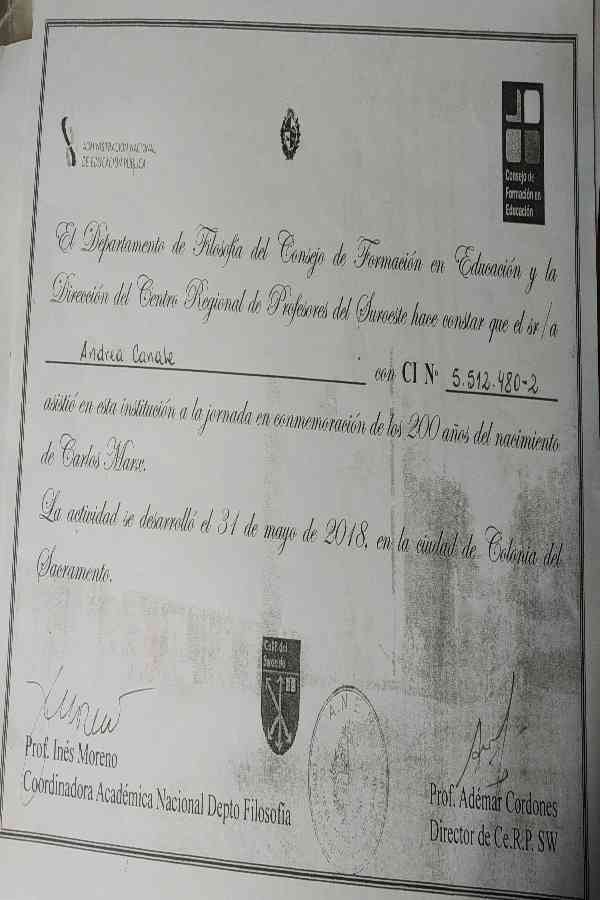 ADMINISTRACIÓN NACIONAL
DE EDUCACIÓN PÚBLICA
Consejo de
Formación en
Educación
El Departamento de Filosofía del Consejo de Formación en Educación y la
Dirección del Centro Regional de Profesores del Suroeste hace constar que el sr/a
Andrea Canale con CI Nº 5.512.480-2
asistió en esta institución a la jornada en conmemoración de los 200 años del nacimiento
de Carlos Marx.
La actividad se desarrolló el 31 de mayo de 2018, en la ciudad de Colonia del
Sacramento.
CeRP del
Suroeste
A.N.E.
Prof. Inés Moreno
Coordinadora Académica Nacional Depto Filosofía
Prof. Adémar Cordones
Director de Ce.R.P. SW